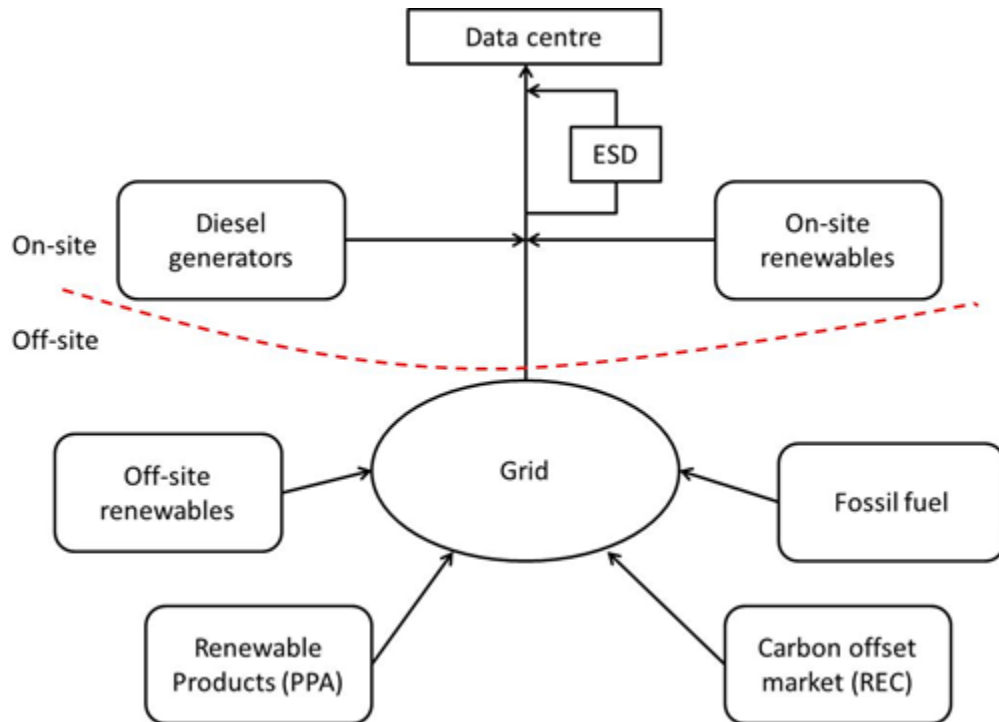 Data centre
ESD
Diesel
generators
On-site
renewables
On-site
Off-site
Off-site
renewables
Grid
Fossil fuel
Renewable
Products (PPA)
Carbon offset
market (REC)